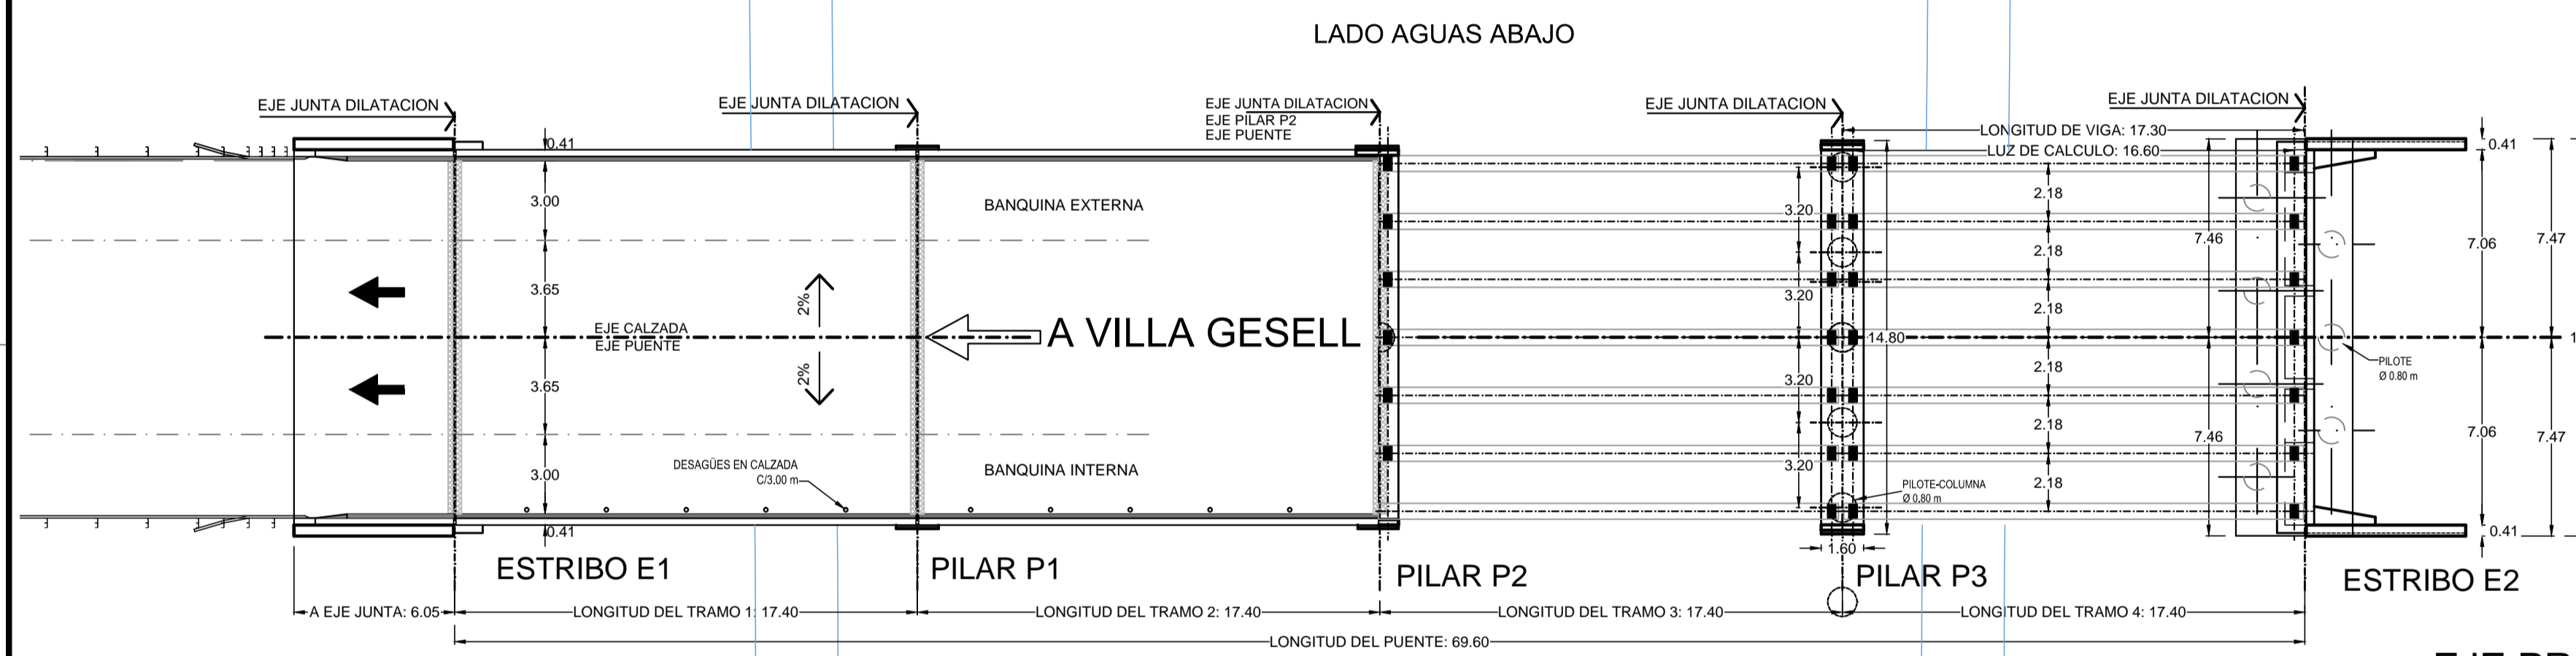 LADO AGUAS ABAJO
EJE JUNTA DILATACION
EJE JUNTA DILATACION
EJE JUNTA DILATACION
EJE PILAR P2
EJE PUENTE
EJE JUNTA DILATACION
EJE JUNTA DILATACION
LONGITUD DE VIGA: 17.30
LUZ DE CALCULO: 16.60
0.41
3.00
3.65
3.65
3.00
0.41
BANQUINA EXTERNA
2%
2%
EJE CALZADA
EJE PUENTE
A VILLA GESELL
DESAGÜES EN CALZADA
C/3.00 m
BANQUINA INTERNA
3.20
3.20
3.20
3.20
14.80
2.18
2.18
2.18
2.18
2.18
2.18
7.46
7.46
0.41
7.06
7.47
7.06
7.47
0.41
PILOTE
Ø 0.80 m
PILOTE-COLUMNA
Ø 0.80 m
1.60
ESTRIBO E1
PILAR P1
PILAR P2
PILAR P3
ESTRIBO E2
A EJE JUNTA: 6.05
LONGITUD DEL TRAMO 1: 17.40
LONGITUD DEL TRAMO 2: 17.40
LONGITUD DEL TRAMO 3: 17.40
LONGITUD DEL TRAMO 4: 17.40
LONGITUD DEL PUENTE: 69.60